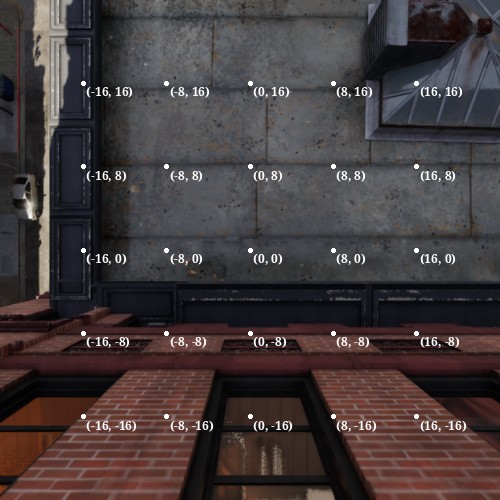 (-16, 16) (-8, 16) (0, 16) (8, 16) (16, 16)
(-16, 8) (-8, 8) (0, 8) (8, 8) (16, 8)
(-16, 0) (-8, 0) (0, 0) (8, 0) (16, 0)
(-16, -8) (-8, -8) (0, -8) (8, -8) (16, -8)
(-16, -16) (-8, -16) (0, -16) (8, -16) (16, -16)